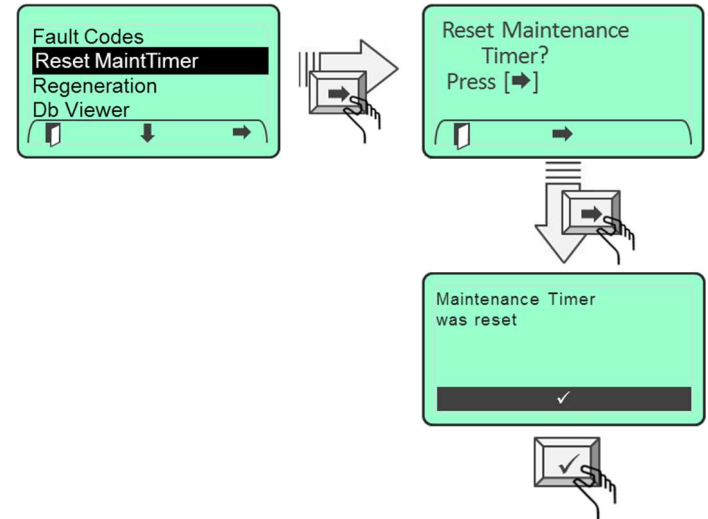 Fault Codes
Reset MaintTimer
Regeneration
Db Viewer
Reset Maintenance
Timer?
Press [➡]
Maintenance Timer
was reset